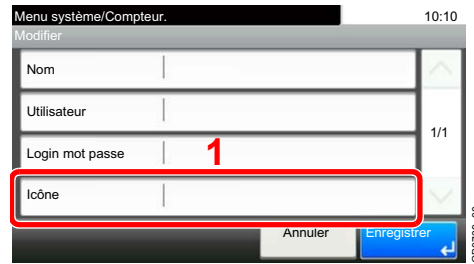 Menu système/Compteur.
10:10
Modifier
Nom
Utilisateur
1/1
Login mot passe
1
Icône
Annuler
Enregistrer